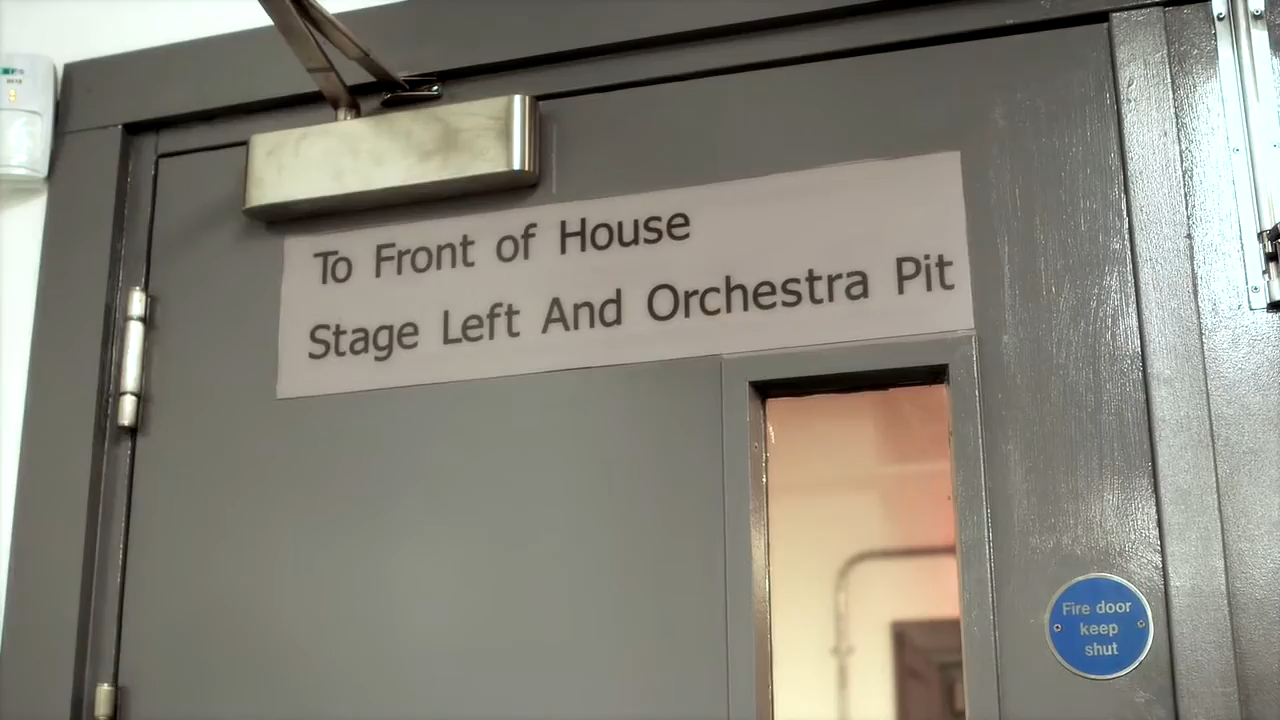 To Front of House
Stage Left And Orchestra Pit
Fire door
keep
shut